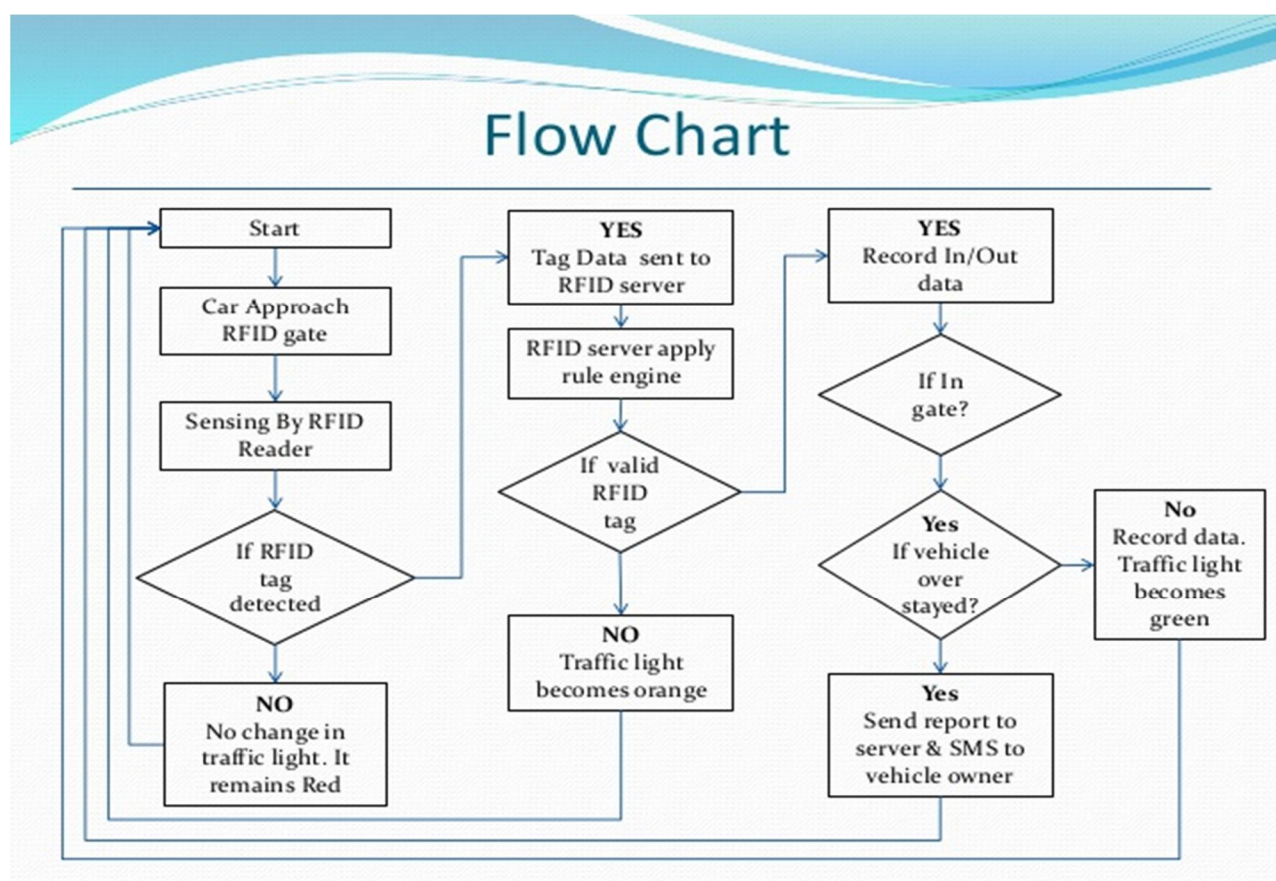 Flow Chart
Start
Car Approach
RFID gate
Sensing By RFID
Reader
If RFID
tag
detected
NO
No change in
traffic light. It
remains Red
YES
Tag Data sent to
RFID server
RFID server apply
rule engine
If valid
RFID
tag
NO
Traffic light
becomes orange
YES
Record In/Out
data
If In
gate?
Yes
If vehicle
over
stayed?
Yes
Send report to
server & SMS to
vehicle owner
No
Record data.
Traffic light
becomes
green